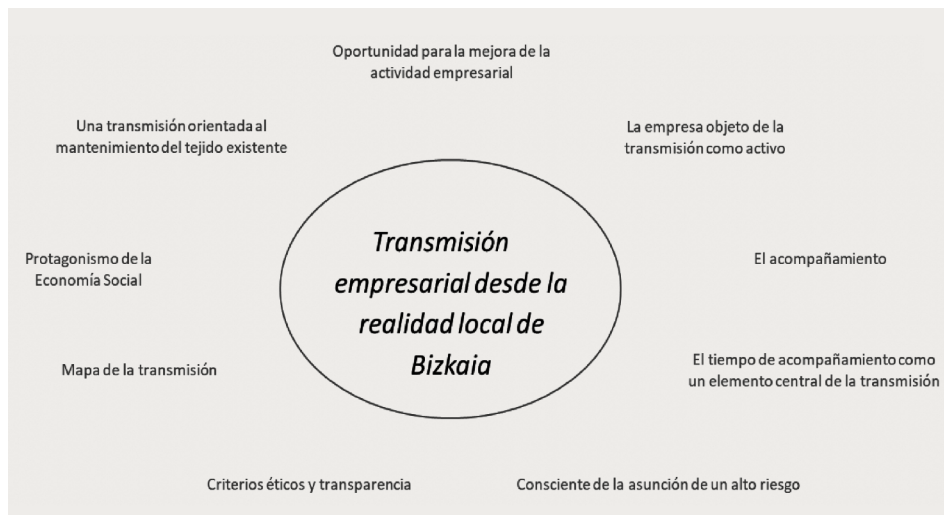 Oportunidad para la mejora de la
actividad empresarial
Una transmisión orientada al
mantenimiento del tejido existente
La empresa objeto de la
transmisión como activo
Transmisión
empresarial desde la
realidad local de
Bizkaia
Protagonismo de la
Economía Social
El acompañamiento
Mapa de la transmisión
El tiempo de acompañamiento como
un elemento central de la transmisión
Criterios éticos y transparencia
Consciente de la asunción de un alto riesgo